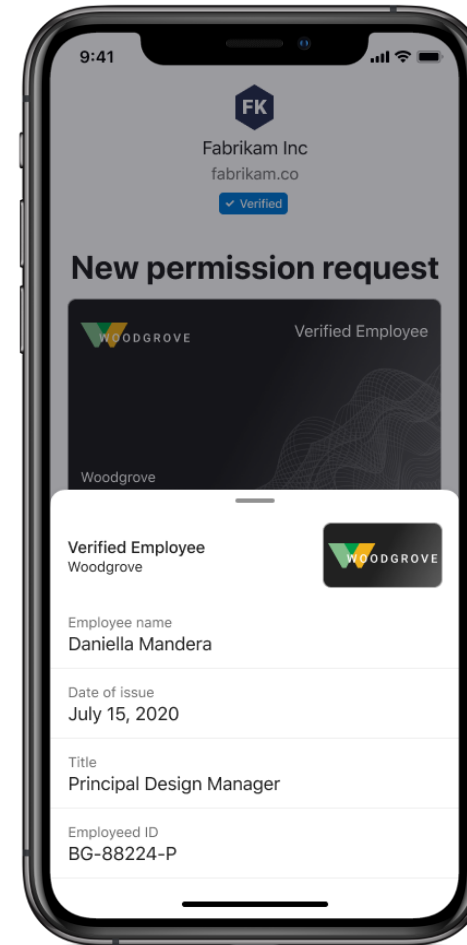 9:41
FK
Fabrikam Inc
fabrikam.co
Verified
New permission request
WOODGROVE
Verified Employee
Woodgrove
Verified Employee
Woodgrove
WOODGROVE
Employee name
Daniella Mandera
Date of issue
July 15, 2020
Title
Principal Design Manager
Employeed ID
BG-88224-P